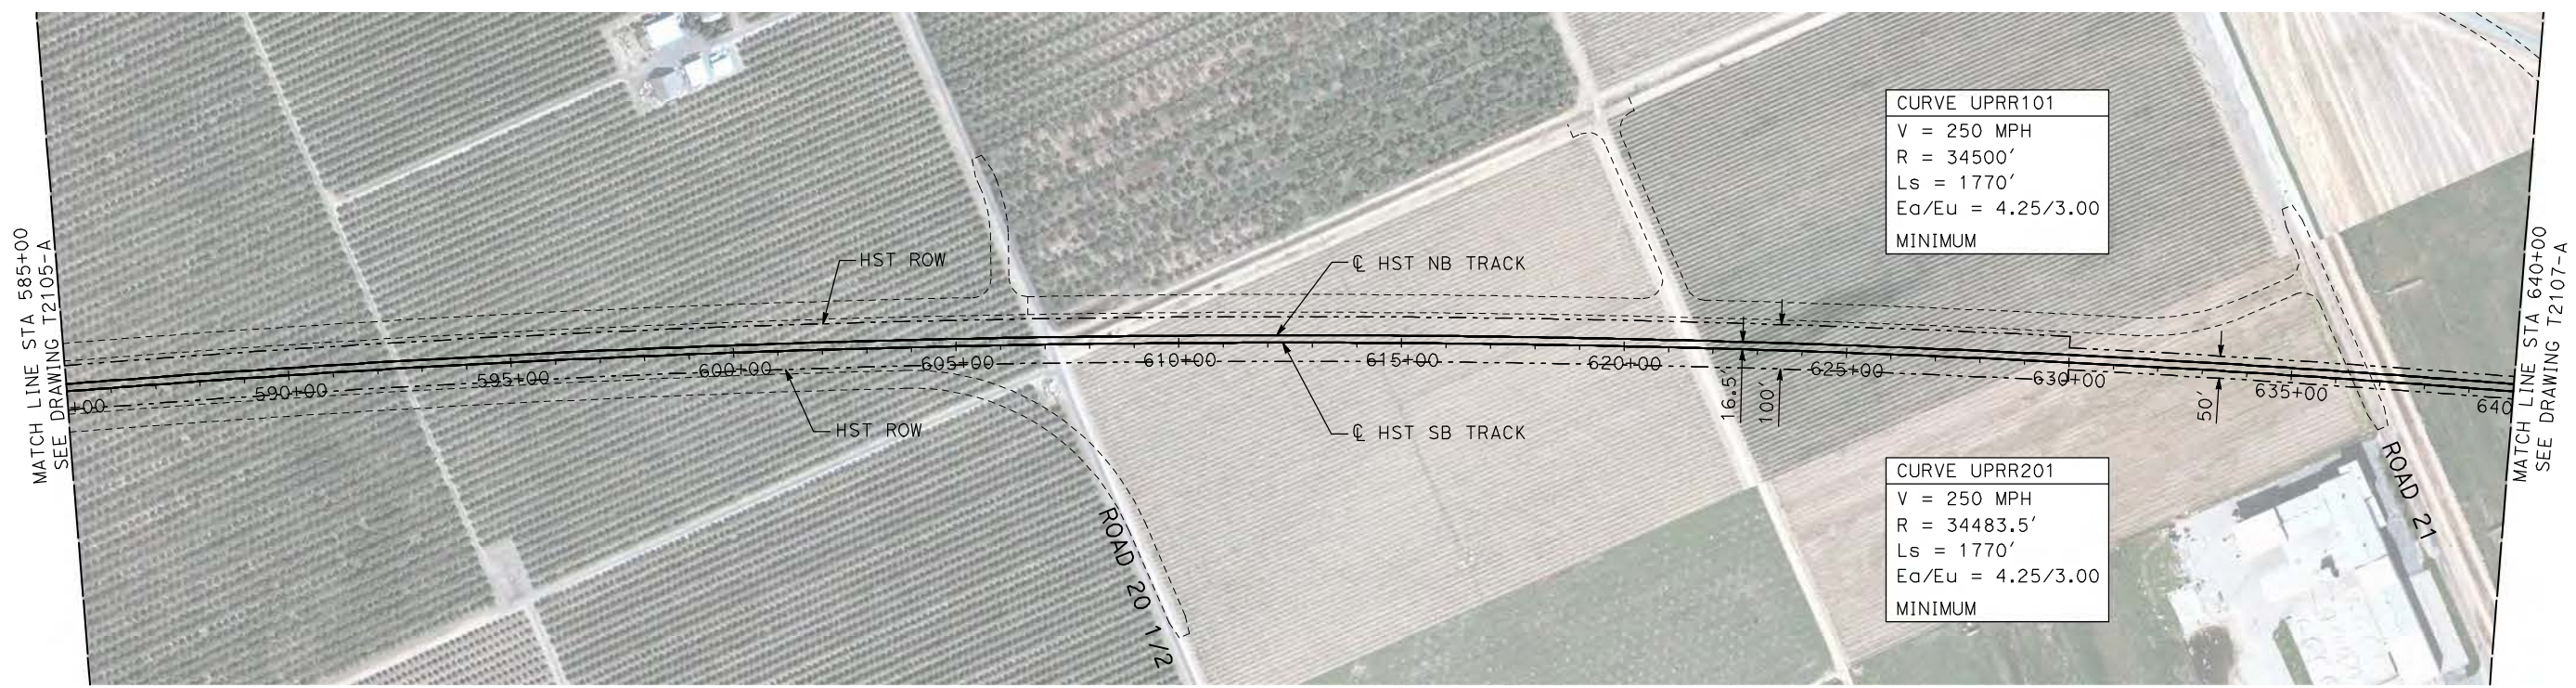 MATCH LINE STA 585+00
SEE DRAWING T2105-A
+00
590+00
595+00
600+00
605+00
610+00
615+00
620+00
625+00
630+00
635+00
640
HST ROW
HST ROW
℄ HST NB TRACK
℄ HST SB TRACK
16.5'
100'
50'
ROAD 20 1/2
ROAD 21
CURVE UPRR101
V = 250 MPH
R = 34500'
Ls = 1770'
Ea/Eu = 4.25/3.00
MINIMUM
CURVE UPRR201
V = 250 MPH
R = 34483.5'
Ls = 1770'
Ea/Eu = 4.25/3.00
MINIMUM
MATCH LINE STA 640+00
SEE DRAWING T2107-A